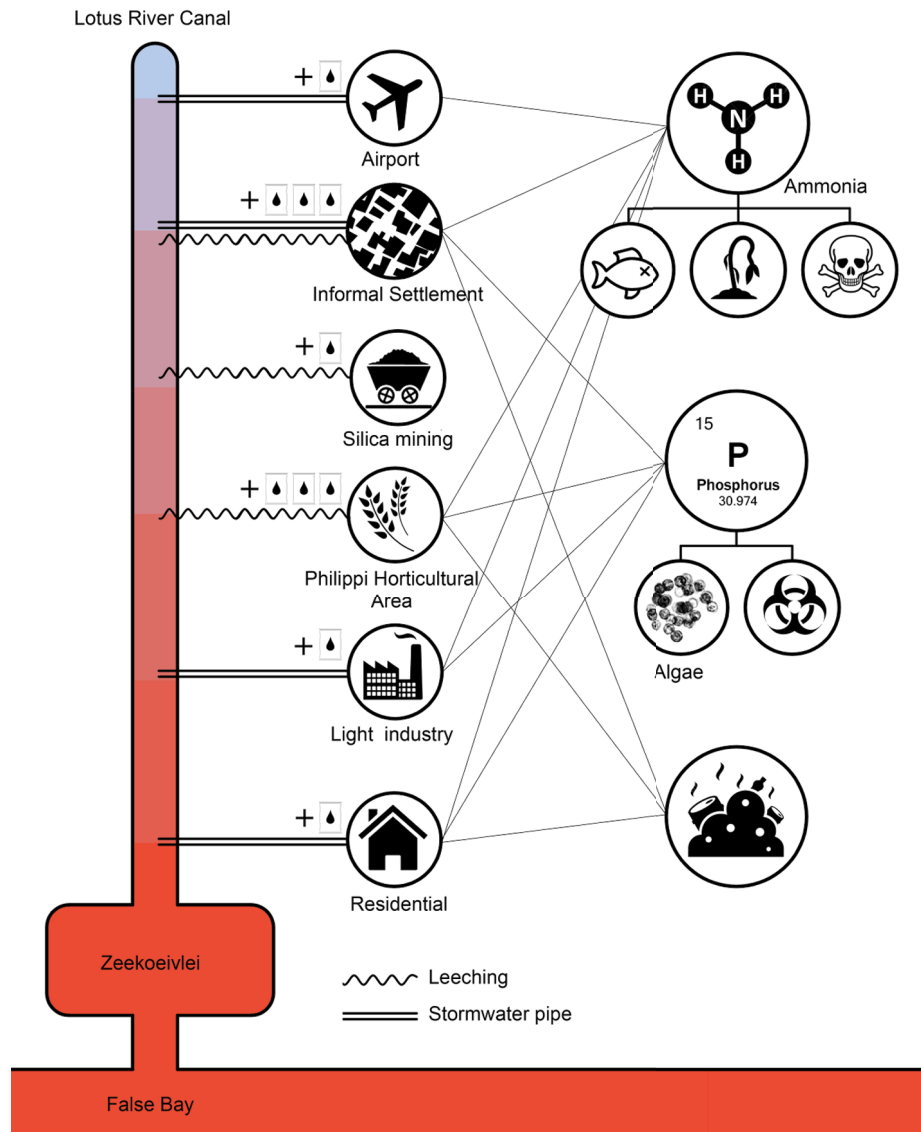 Lotus River Canal
+
Airport
+
Informal Settlement
+
Silica mining
+
Philippi Horticultural
Area
+
Light industry
+
Residential
Zeekoeivlei
Leeching
Stormwater pipe
False Bay
H H
N
H
Ammonia
15
P
Phosphorus
30.974
Algae